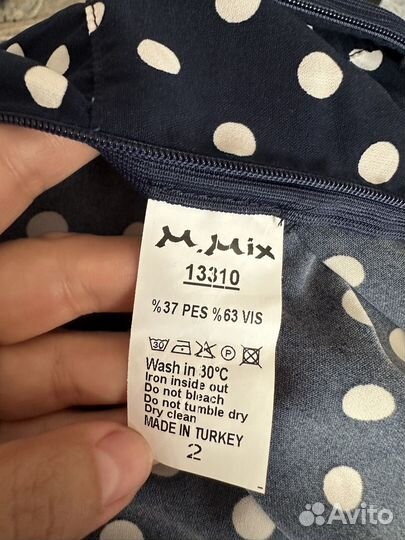 M.Mix
13310
%37 PES %63 VIS
30 P
Wash in 30°C
Iron inside out
Do not bleach
Do not tumble dry
Dry clean
MADE IN TURKEY
2
Avito